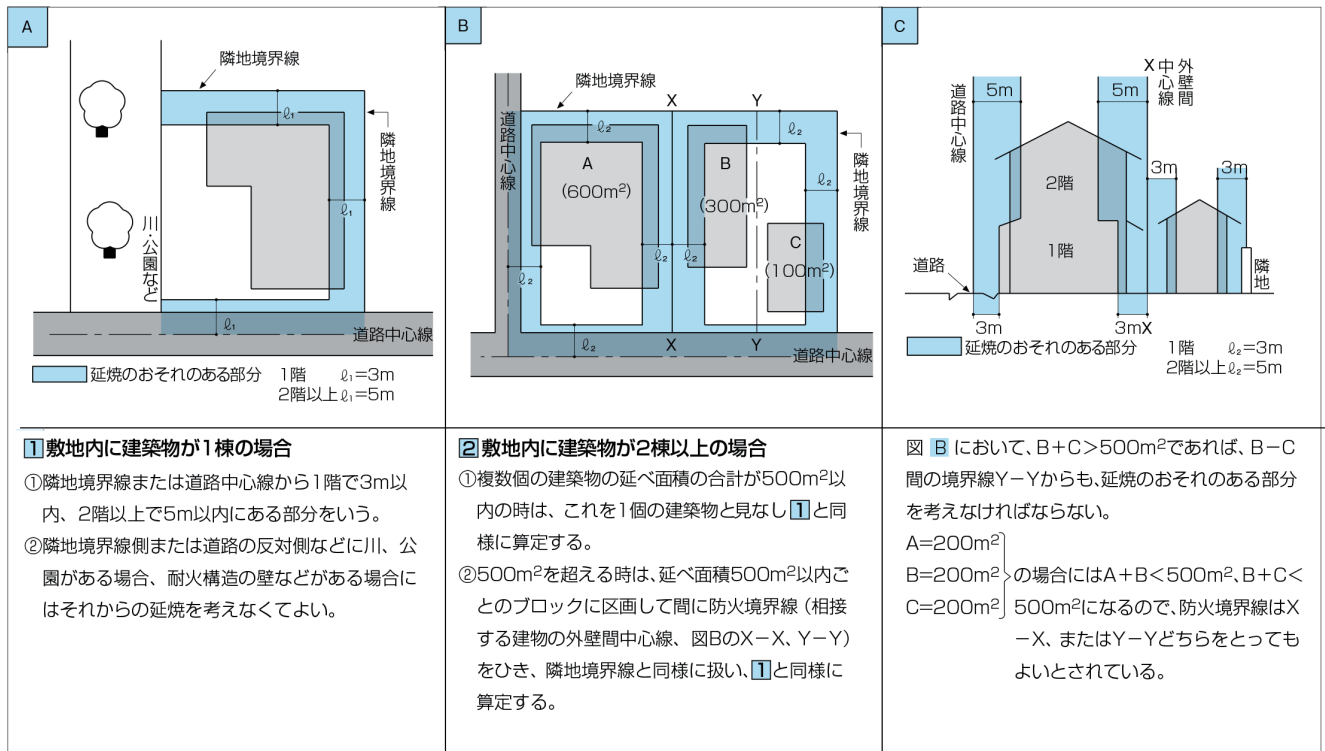 A
隣地境界線
ℓ₁
隣地境界線
ℓ₁
川・公園など
ℓ₁
道路中心線
延焼のおそれのある部分 1階 ℓ₁=3m
2階以上ℓ₁=5m
B
隣地境界線
X
Y
道路中心線
ℓ₂
ℓ₂
A
(600m²)
B
(300m²)
ℓ₂
隣地境界線
C
(100m²)
ℓ₂
ℓ₂
ℓ₂
ℓ₂
X
Y
道路中心線
C
X
外壁間
中心線
5m
5m
道路中心線
3m
3m
2階
1階
道路
隣地
3m
3m
X
延焼のおそれのある部分 1階 ℓ₂=3m
2階以上ℓ₂=5m
1 敷地内に建築物が1棟の場合
①隣地境界線または道路中心線から1階で3m以
内、2階以上で5m以内にある部分をいう。
②隣地境界線側または道路の反対側などに川、公
園がある場合、耐火構造の壁などがある場合に
はそれからの延焼を考えなくてよい。
2 敷地内に建築物が2棟以上の場合
①複数個の建築物の延べ面積の合計が500m²以
内の時は、これを1個の建築物と見なし 1 と同
様に算定する。
②500m²を超える時は、延べ面積500m²以内ご
とのブロックに区画して間に防火境界線(相接
する建物の外壁間中心線、図BのX-X、Y-Y)
をひき、隣地境界線と同様に扱い、1 と同様に
算定する。
図 B において、B+C>500m²であれば、B-C
間の境界線Y-Yからも、延焼のおそれのある部分
を考えなければならない。
A=200m²
B=200m² の場合にはA+B<500m²、B+C<
C=200m² 500m²になるので、防火境界線はX
-X、またはY-Yどちらをとっても
よいとされている。